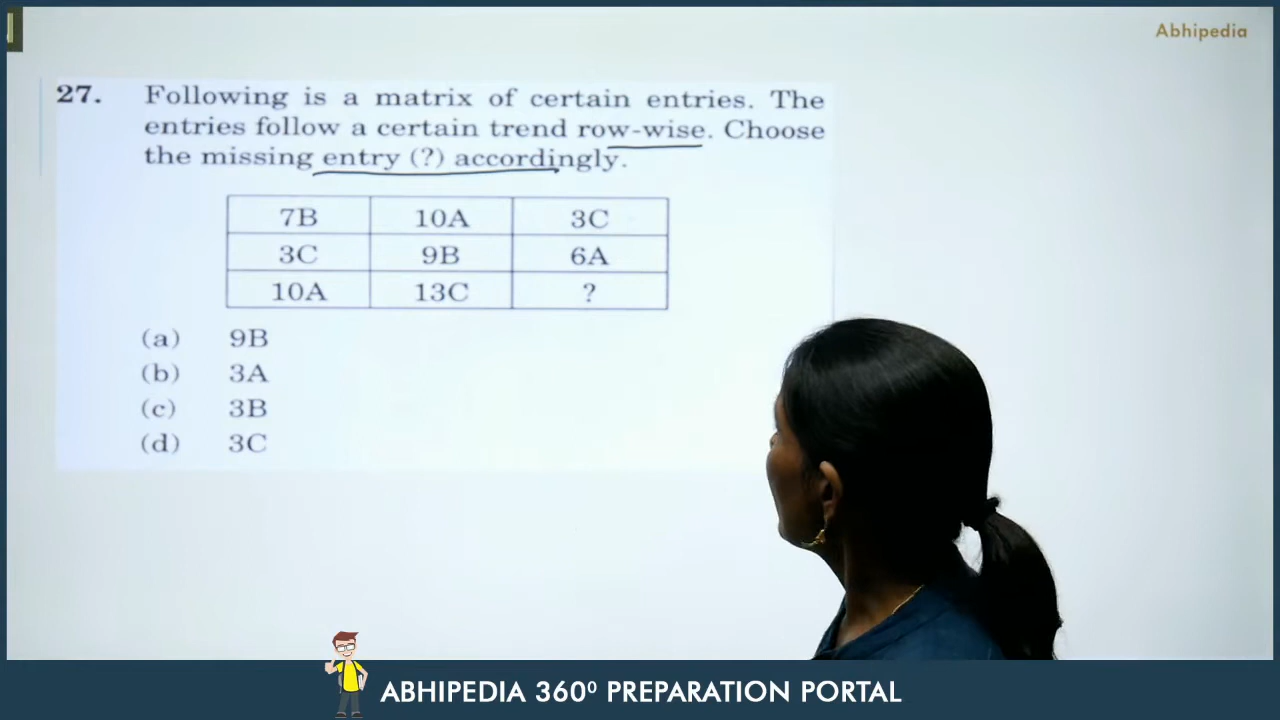 Abhipedia
27. Following is a matrix of certain entries. The
entries follow a certain trend row-wise. Choose
the missing entry (?) accordingly.
7B 10A 3C
3C 9B 6A
10A 13C ?
(a) 9B
(b) 3A
(c) 3B
(d) 3C
ABHIPEDIA 360⁰ PREPARATION PORTAL